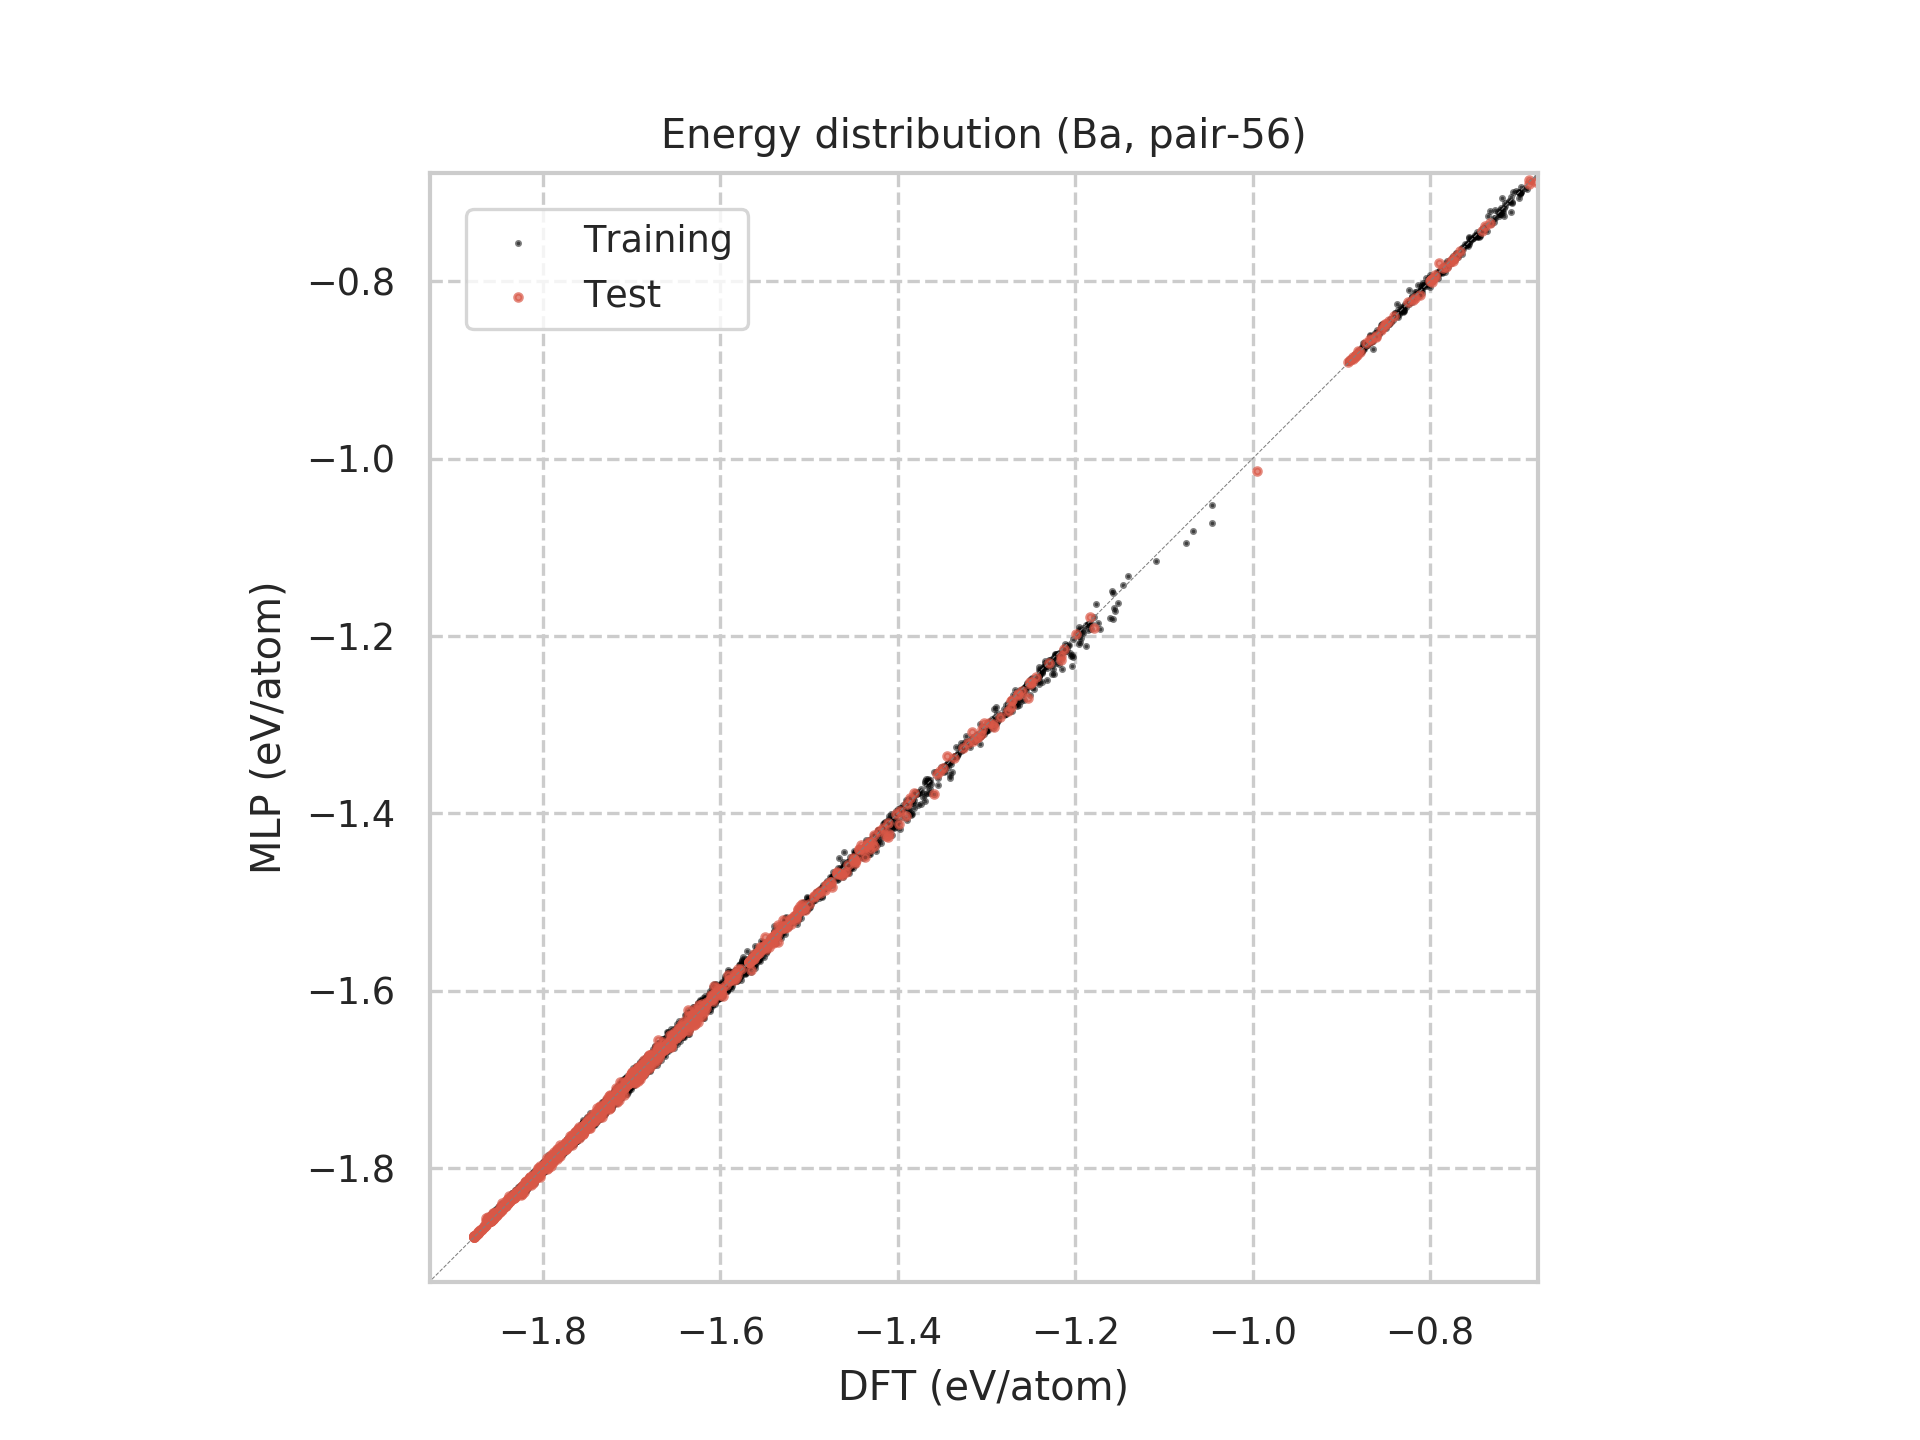 Energy distribution (Ba, pair-56)
Training
Test
−0.8
−1.0
−1.2
−1.4
−1.6
−1.8
MLP (eV/atom)
−1.8 −1.6 −1.4 −1.2 −1.0 −0.8
DFT (eV/atom)